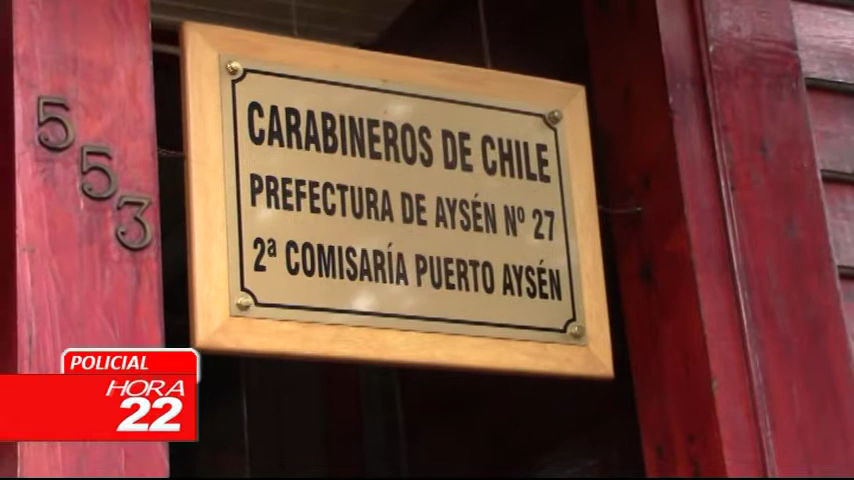 553
CARABINEROS DE CHILE
PREFECTURA DE AYSÉN Nº 27
2ª COMISARÍA PUERTO AYSÉN
POLICIAL
HORA
22